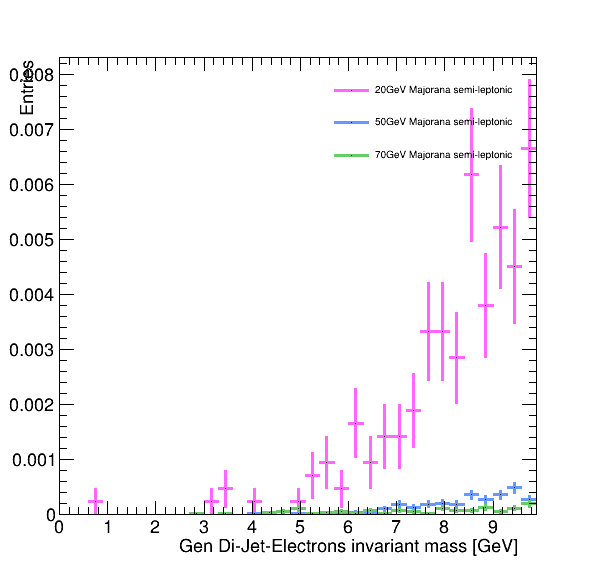 0.008
Entries
20GeV Majorana semi-leptonic
50GeV Majorana semi-leptonic
0.007
70GeV Majorana semi-leptonic
0.006
0.005
0.004
0.003
0.002
0.001
0
0 1 2 3 4 5 6 7 8 9
Gen Di-Jet-Electrons invariant mass [GeV]